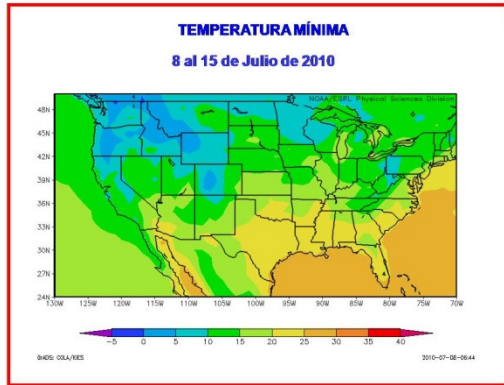 TEMPERATURA MÍNIMA
8 al 15 de Julio de 2010
NOAA/ESRL Physical Sciences Division
48N
45N
42N
39N
36N
33N
30N
27N
24N
130W 125W 120W 115W 110W 105W 100W 95W 90W 85W 80W 75W 70W
-5 0 5 10 15 20 25 30 35 40
GrADS: COLA/IGES
2010-07-08-06:44